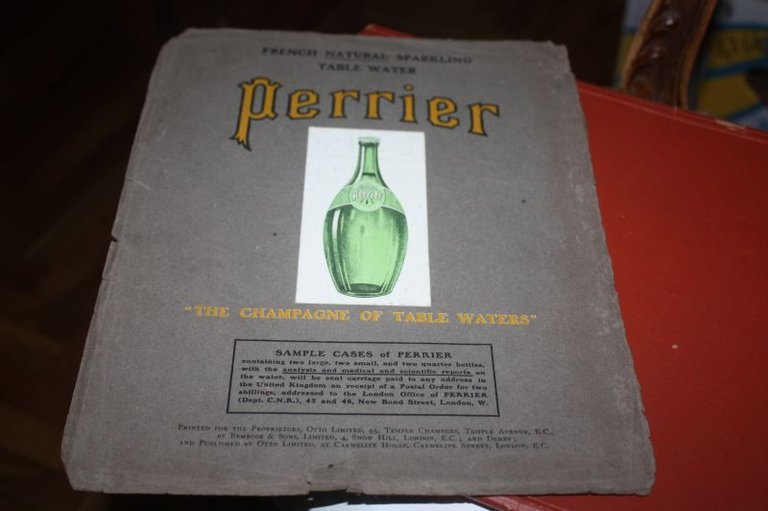 FRENCH NATURAL SPARKLING
TABLE WATER
Perrier
Perrier
"THE CHAMPAGNE OF TABLE WATERS"
SAMPLE CASES of PERRIER
containing two large, two small, and two quarter bottles,
with the analysis and medical and scientific reports on
the water, will be sent carriage paid to any address in
the United Kingdom on receipt of a Postal Order for two
shillings, addressed to the London Office of PERRIER
(Dept. C.N.R.), 45 and 46, New Bond Street, London, W.
Printed for the Proprietors, Otto Limited, 95, Temple Chambers, Temple Avenue, E.C.,
by Bemrose & Sons, Limited, 4, Snow Hill, London, E.C.; and Derby;
and Published by Otto Limited, at Carmelite House, Carmelite Street, London, E.C.